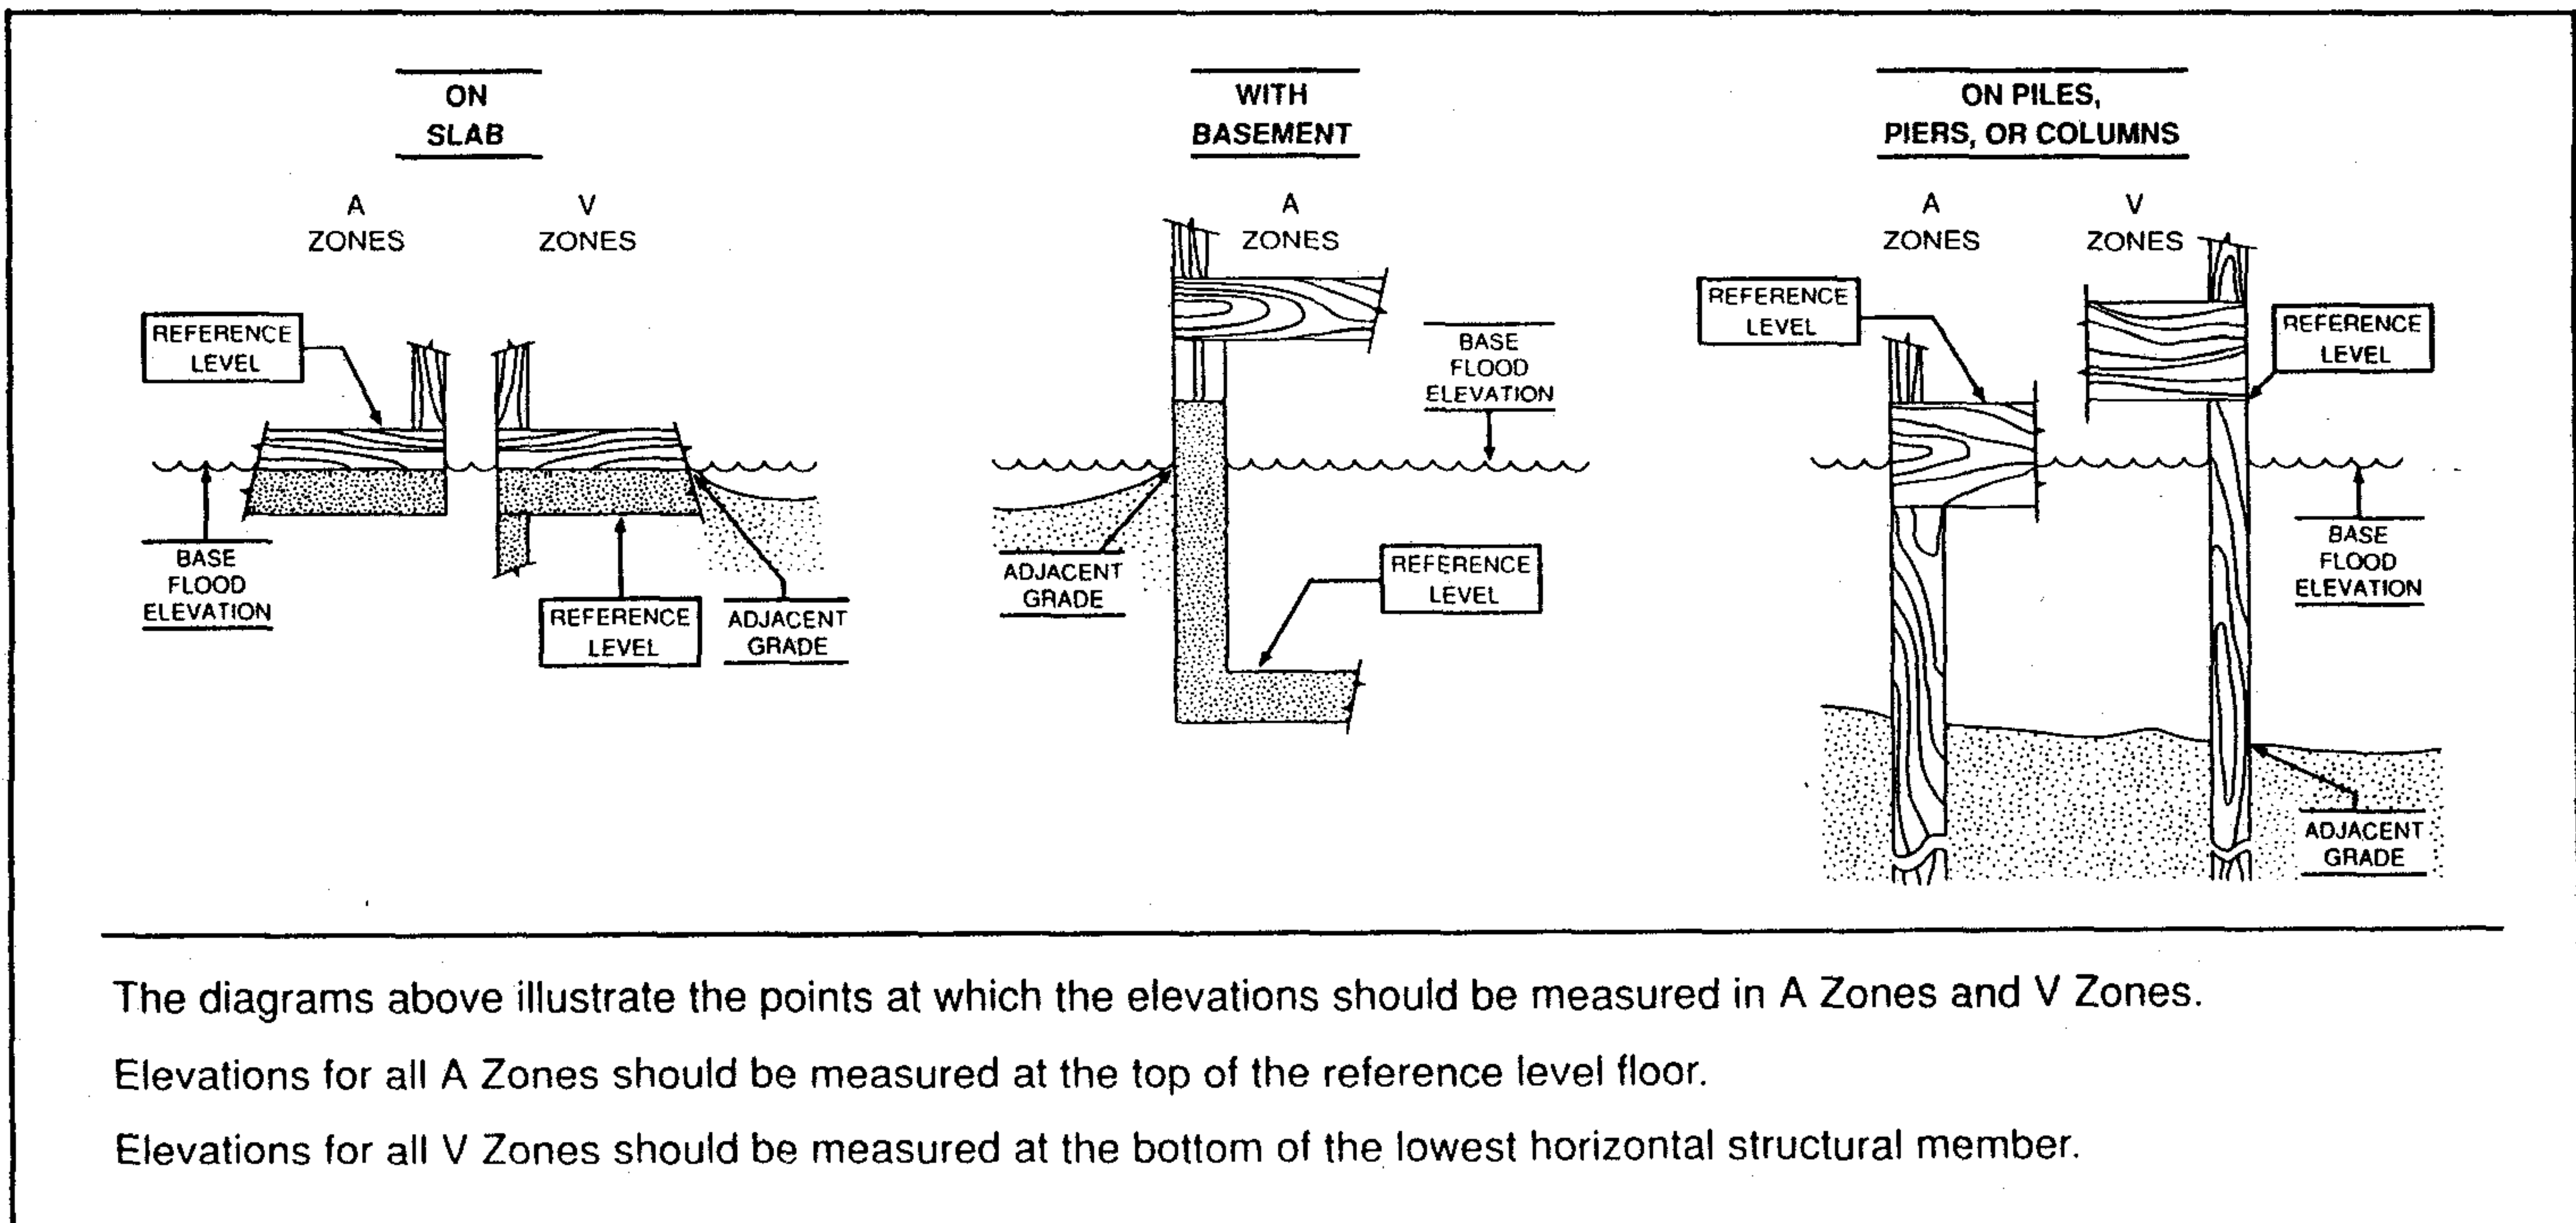 ON
SLAB
A
ZONES
V
ZONES
REFERENCE
LEVEL
BASE
FLOOD
ELEVATION
REFERENCE
LEVEL
ADJACENT
GRADE
WITH
BASEMENT
A
ZONES
BASE
FLOOD
ELEVATION
ADJACENT
GRADE
REFERENCE
LEVEL
ON PILES,
PIERS, OR COLUMNS
A
ZONES
V
ZONES
REFERENCE
LEVEL
REFERENCE
LEVEL
BASE
FLOOD
ELEVATION
ADJACENT
GRADE
The diagrams above illustrate the points at which the elevations should be measured in A Zones and V Zones.
Elevations for all A Zones should be measured at the top of the reference level floor.
Elevations for all V Zones should be measured at the bottom of the lowest horizontal structural member.